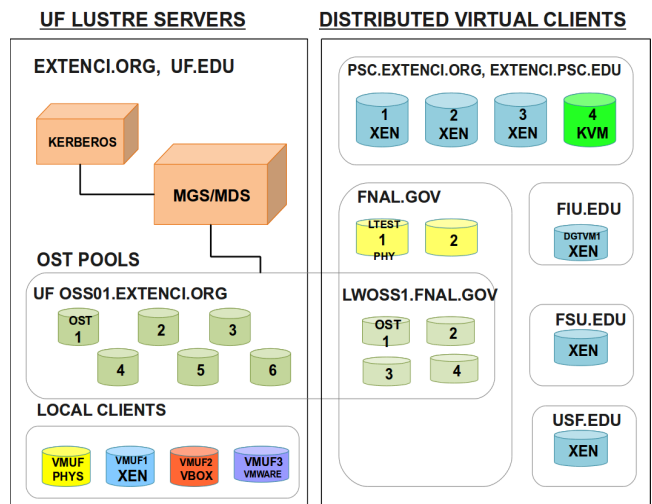 UF LUSTRE SERVERS
DISTRIBUTED VIRTUAL CLIENTS
EXTENCI.ORG, UF.EDU
KERBEROS
MGS/MDS
OST POOLS
UF OSS01.EXTENCI.ORG
OST
1
2
3
4
5
6
LOCAL CLIENTS
VMUF
PHYS
VMUF1
XEN
VMUF2
VBOX
VMUF3
VMWARE
PSC.EXTENCI.ORG, EXTENCI.PSC.EDU
1
XEN
2
XEN
3
XEN
4
KVM
FNAL.GOV
LTEST
1
PHY
2
LWOSS1.FNAL.GOV
OST
1
2
3
4
FIU.EDU
DGTVM1
XEN
FSU.EDU
XEN
USF.EDU
XEN